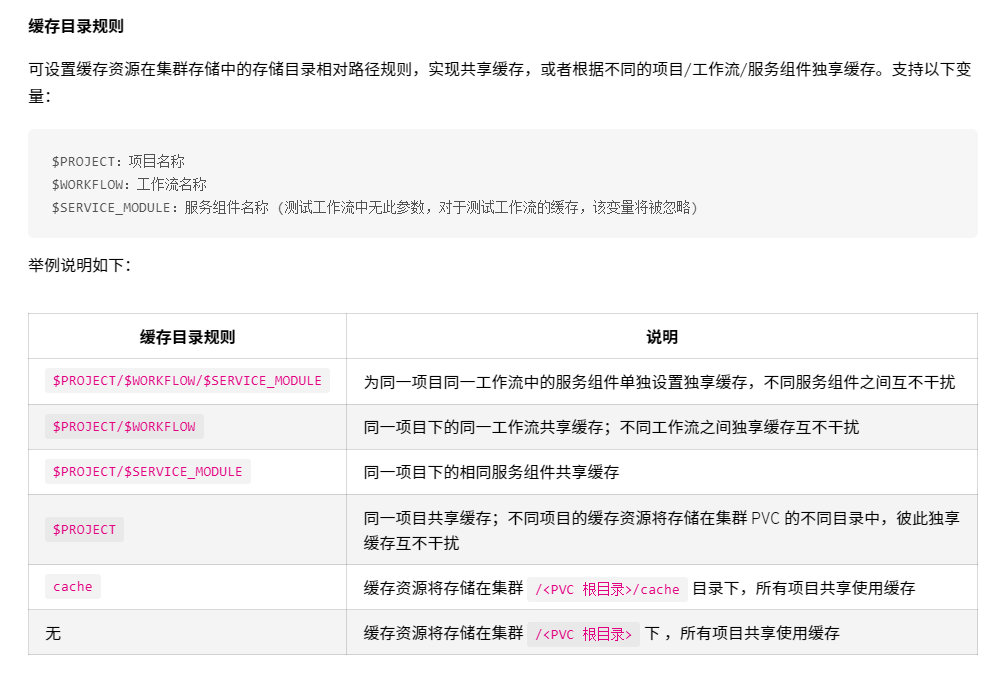 缓存目录规则
可设置缓存资源在集群存储中的存储目录相对路径规则，实现共享缓存，或者根据不同的项目/工作流/服务组件独享缓存。支持以下变
量：
$PROJECT：项目名称
$WORKFLOW：工作流名称
$SERVICE_MODULE：服务组件名称 (测试工作流中无此参数，对于测试工作流的缓存，该变量将被忽略)
举例说明如下：
缓存目录规则 说明
$PROJECT/$WORKFLOW/$SERVICE_MODULE 为同一项目同一工作流中的服务组件单独设置独享缓存，不同服务组件之间互不干扰
$PROJECT/$WORKFLOW 同一项目下的同一工作流共享缓存；不同工作流之间独享缓存互不干扰
$PROJECT/$SERVICE_MODULE 同一项目下的相同服务组件共享缓存
$PROJECT 同一项目共享缓存；不同项目的缓存资源将存储在集群 PVC 的不同目录中，彼此独享
缓存互不干扰
cache 缓存资源将存储在集群 /<PVC 根目录>/cache 目录下，所有项目共享使用缓存
无 缓存资源将存储在集群 /<PVC 根目录> 下 ，所有项目共享使用缓存